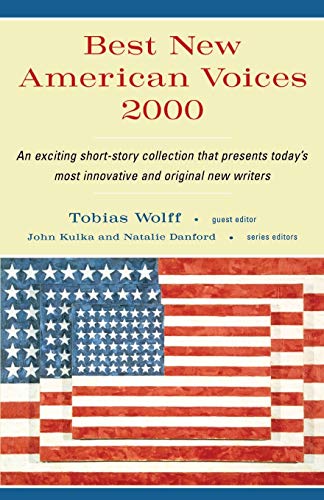 Best New
American Voices
2000
An exciting short-story collection that presents today's
most innovative and original new writers
Tobias Wolff • guest editor
John Kulka and Natalie Danford • series editors